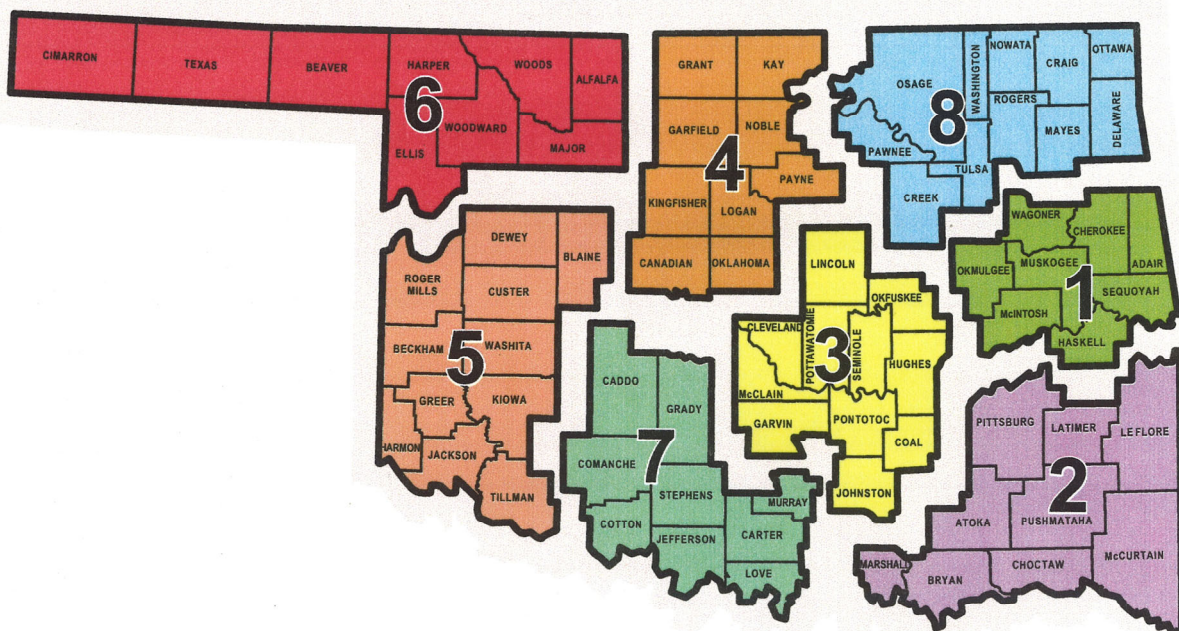 CIMARRON
TEXAS
BEAVER
HARPER
WOODS
ALFALFA
6
WOODWARD
ELLIS
MAJOR
GRANT
KAY
GARFIELD
NOBLE
4
PAYNE
KINGFISHER
LOGAN
CANADIAN
OKLAHOMA
OSAGE
WASHINGTON
NOWATA
CRAIG
OTTAWA
8
ROGERS
MAYES
DELAWARE
PAWNEE
TULSA
CREEK
WAGONER
CHEROKEE
ADAIR
OKMULGEE
MUSKOGEE
1
SEQUOYAH
McINTOSH
HASKELL
DEWEY
BLAINE
ROGER
MILLS
CUSTER
BECKHAM
5
WASHITA
GREER
KIOWA
HARMON
JACKSON
TILLMAN
LINCOLN
OKFUSKEE
CLEVELAND
POTTAWATOMIE
3
SEMINOLE
HUGHES
McCLAIN
GARVIN
PONTOTOC
COAL
JOHNSTON
CADDO
GRADY
7
COMANCHE
STEPHENS
MURRAY
COTTON
JEFFERSON
CARTER
LOVE
PITTSBURG
LATIMER
LE FLORE
2
ATOKA
PUSHMATAHA
McCURTAIN
MARSHALL
BRYAN
CHOCTAW